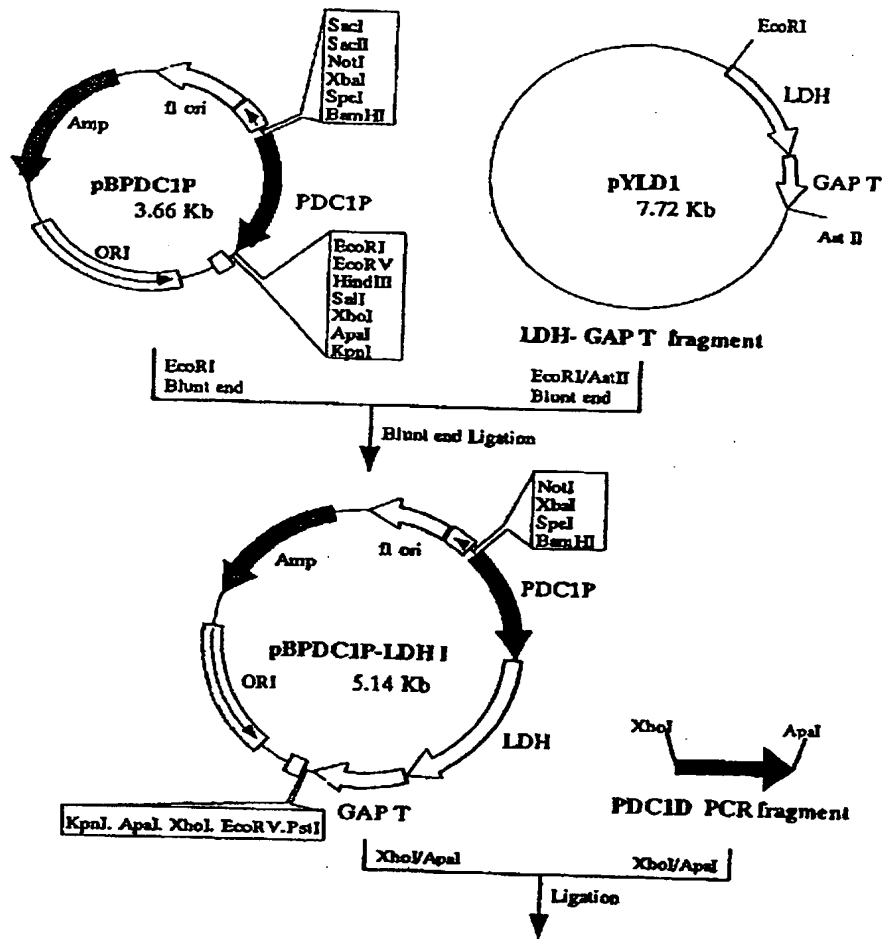 SacI
SacII
NotI
XbaI
SpeI
BamHI
f1 ori
Amp
pBPDC1P
3.66 Kb
PDC1P
ORI
EcoRI
EcoRV
HindIII
SalI
XhoI
ApaI
KpnI
EcoRI
LDH
pYLD1
7.72 Kb
GAP T
Aat II
LDH- GAP T fragment
EcoRI
Blunt end
EcoRI/AatII
Blunt end
Blunt end Ligation
NotI
XbaI
SpeI
BamHI
f1 ori
Amp
PDC1P
pBPDC1P-LDH I
5.14 Kb
ORI
LDH
GAP T
KpnI. ApaI. XhoI. EcoRV.PstI
XhoI
ApaI
PDC1D PCR fragment
XhoI/ApaI
XhoI/ApaI
Ligation